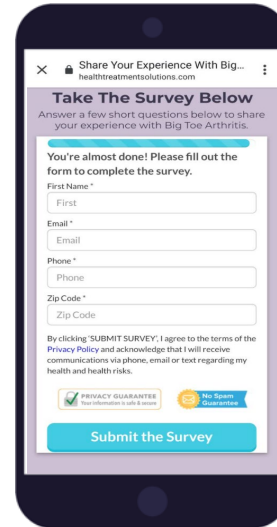 Share Your Experience With Big...
healthtreatmentsolutions.com
Take The Survey Below
Answer a few short questions below to share
your experience with Big Toe Arthritis.
You're almost done! Please fill out the
form to complete the survey.
First Name *
First
Email *
Email
Phone *
Phone
Zip Code *
Zip Code
By clicking 'SUBMIT SURVEY', I agree to the terms of the
Privacy Policy and acknowledge that I will receive
communications via phone, email or text regarding my
health and health risks.
PRIVACY GUARANTEE
Your information is safe & secure
No Spam
Guarantee
Submit the Survey